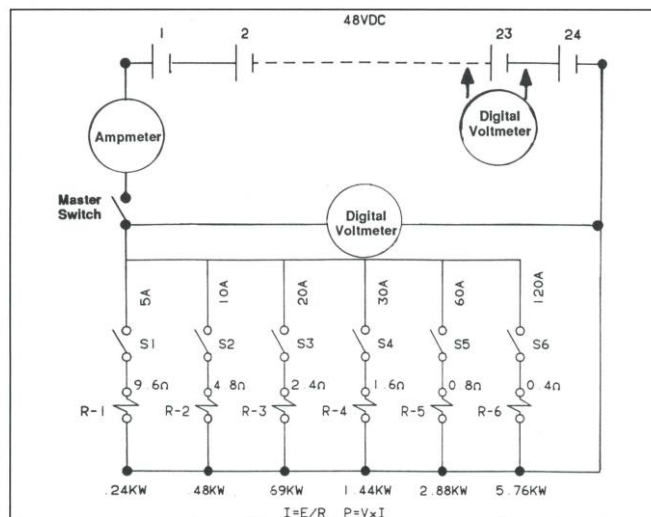 48VDC
1 2 23 24
Ampmeter
Digital
Voltmeter
Master
Switch
Digital
Voltmeter
5A 10A 20A 30A 60A 120A
S1 S2 S3 S4 S5 S6
9.6Ω 4.8Ω 2.4Ω 1.6Ω 0.8Ω 0.4Ω
R-1 R-2 R-3 R-4 R-5 R-6
.24KW .48KW .69KW 1.44KW 2.88KW 5.76KW
I=E/R P=VxI